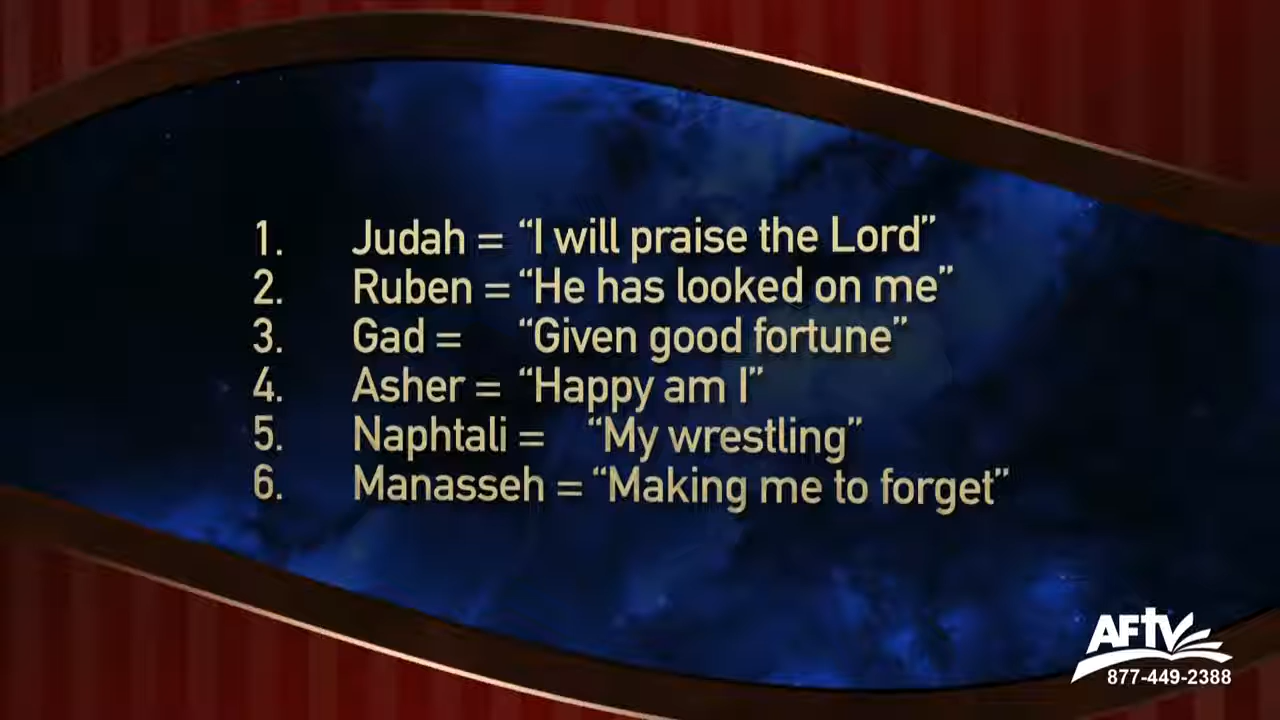 1. Judah = “I will praise the Lord”
2. Ruben = “He has looked on me”
3. Gad = “Given good fortune”
4. Asher = “Happy am I”
5. Naphtali = “My wrestling”
6. Manasseh = “Making me to forget”
AFtv
877-449-2388